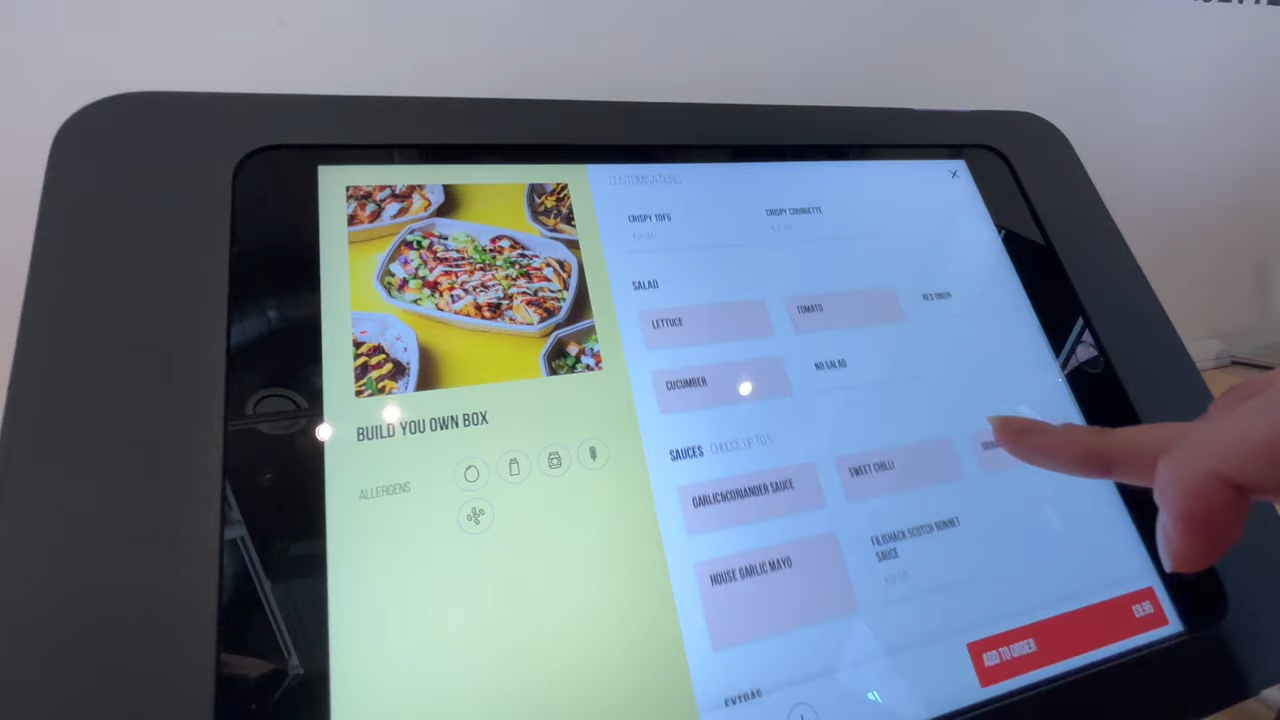 CUSTOMISATIONS
CRISPY TOFU
CRISPY COURGETTE
SALAD
LETTUCE
TOMATO
RED ONION
CUCUMBER
NO SALAD
BUILD YOU OWN BOX
ALLERGENS
SAUCES CHOOSE UP TO 5
GARLIC&CORIANDER SAUCE
SWEET CHILLI
HOUSE GARLIC MAYO
FILISHACK SCOTCH BONNET
SAUCE
ADD TO ORDER
£9.95
EXTRAS